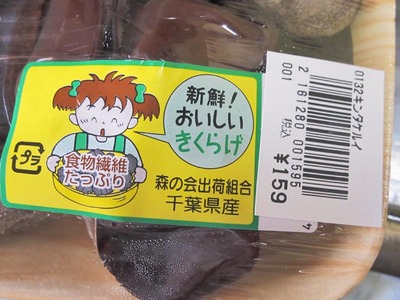 新鮮!
おいしい
きくらげ
食物繊維
たっぷり
プラ
森の会出荷組合
千葉県産
0132キンタケルイ
001
2 161280 001595
税込
¥159